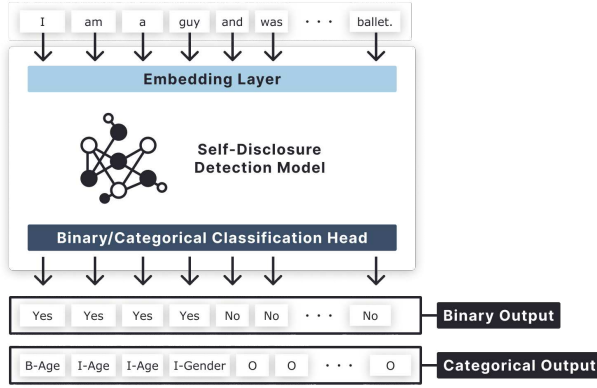 I am a guy and was · · · ballet.
Embedding Layer
Self-Disclosure
Detection Model
Binary/Categorical Classification Head
Yes Yes Yes Yes No No · · · No
Binary Output
B-Age I-Age I-Age I-Gender O O · · · O
Categorical Output